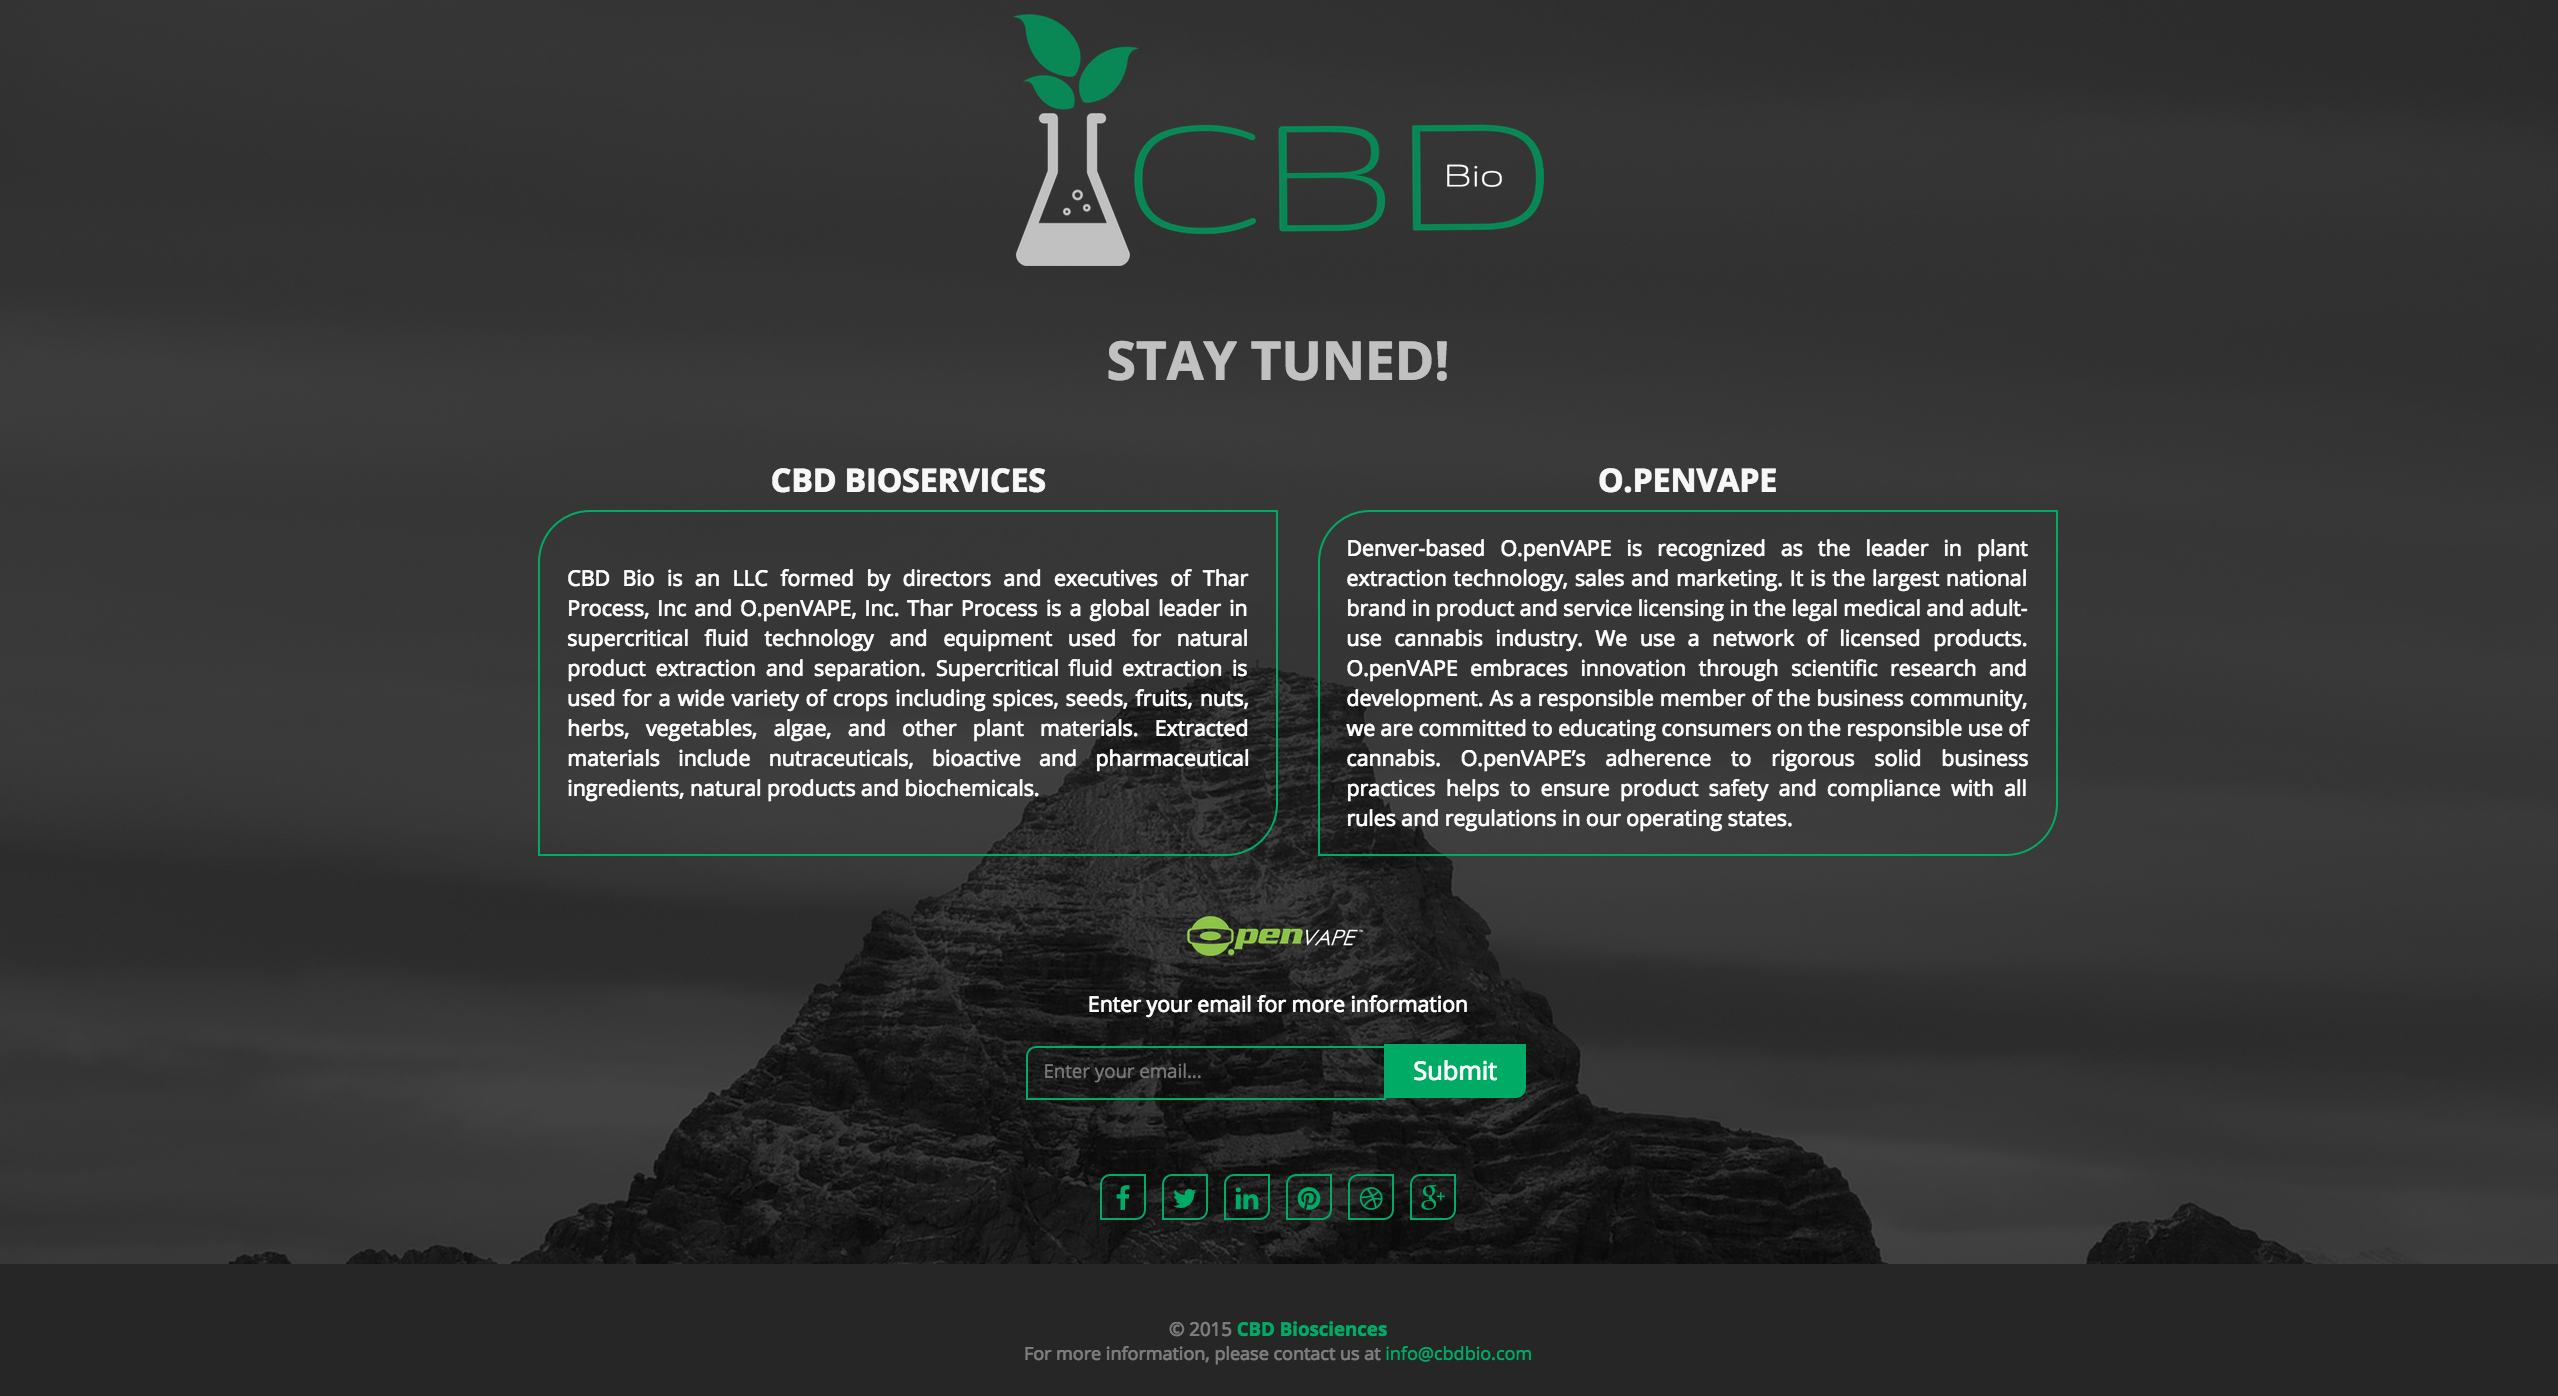 CBD
Bio
STAY TUNED!
CBD BIOSERVICES
CBD Bio is an LLC formed by directors and executives of Thar
Process, Inc and O.penVAPE, Inc. Thar Process is a global leader in
supercritical fluid technology and equipment used for natural
product extraction and separation. Supercritical fluid extraction is
used for a wide variety of crops including spices, seeds, fruits, nuts,
herbs, vegetables, algae, and other plant materials. Extracted
materials include nutraceuticals, bioactive and pharmaceutical
ingredients, natural products and biochemicals.
O.PENVAPE
Denver-based O.penVAPE is recognized as the leader in plant
extraction technology, sales and marketing. It is the largest national
brand in product and service licensing in the legal medical and adult-
use cannabis industry. We use a network of licensed products.
O.penVAPE embraces innovation through scientific research and
development. As a responsible member of the business community,
we are committed to educating consumers on the responsible use of
cannabis. O.penVAPE’s adherence to rigorous solid business
practices helps to ensure product safety and compliance with all
rules and regulations in our operating states.
O.penVAPE™
Enter your email for more information
Enter your email...
Submit
© 2015 CBD Biosciences
For more information, please contact us at info@cbdbio.com